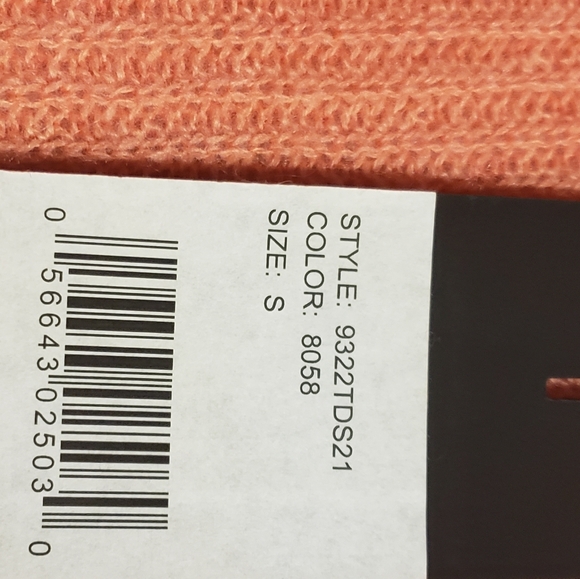 STYLE: 9322TDS21
COLOR: 8058
SIZE: S
0 56643 02503 0